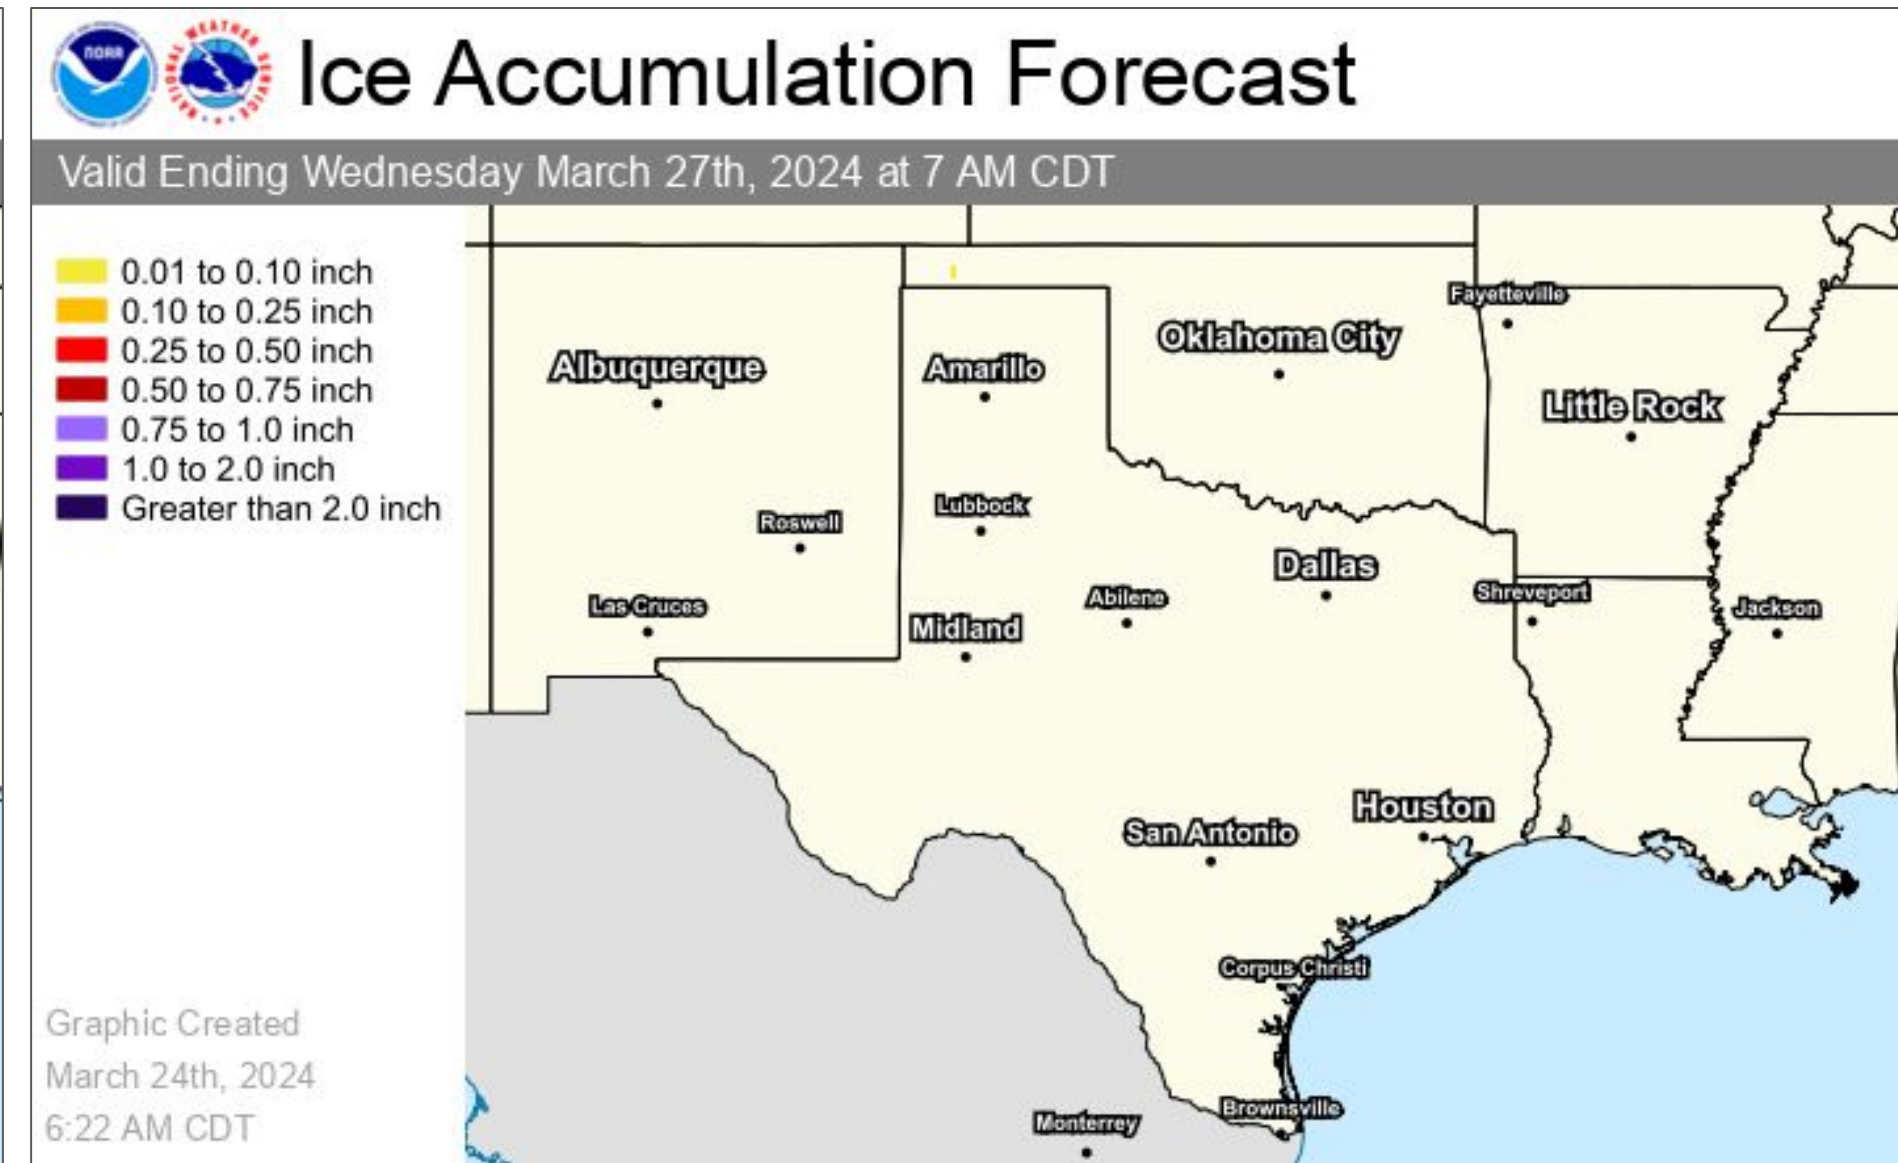 noaa
NATIONAL WEATHER SERVICE
Ice Accumulation Forecast
Valid Ending Wednesday March 27th, 2024 at 7 AM CDT
0.01 to 0.10 inch
0.10 to 0.25 inch
0.25 to 0.50 inch
0.50 to 0.75 inch
0.75 to 1.0 inch
1.0 to 2.0 inch
Greater than 2.0 inch
Fayetteville
Oklahoma City
Albuquerque
Amarillo
Little Rock
Lubbock
Roswell
Dallas
Shreveport
Abilene
Las Cruces
Jackson
Midland
Houston
San Antonio
Corpus Christi
Brownsville
Monterrey
Graphic Created
March 24th, 2024
6:22 AM CDT